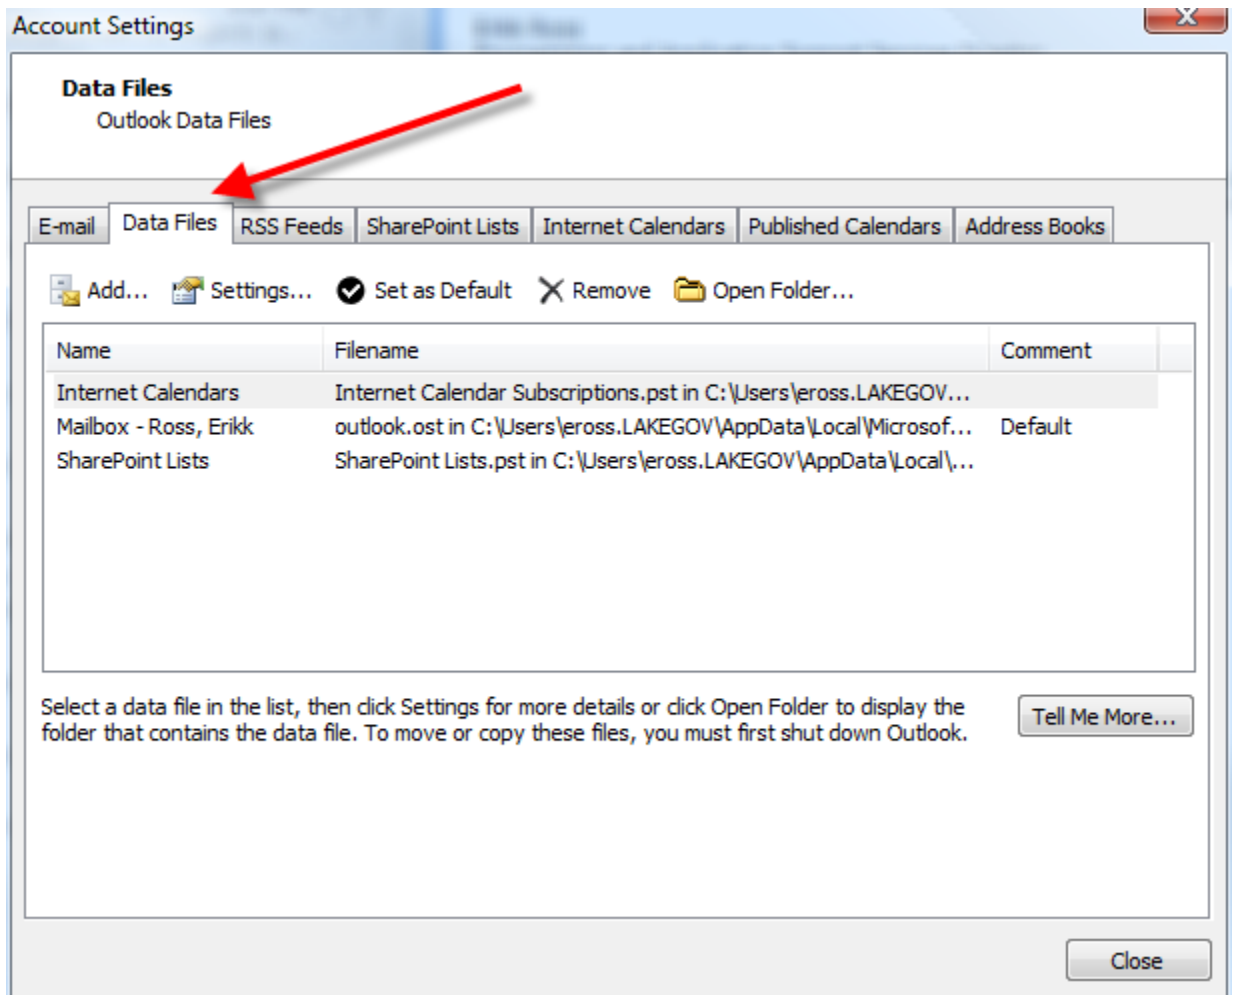 Account Settings
Data Files
Outlook Data Files
E-mail Data Files RSS Feeds SharePoint Lists Internet Calendars Published Calendars Address Books
Add... Settings... Set as Default Remove Open Folder...
Name Filename Comment
Internet Calendars Internet Calendar Subscriptions.pst in C:\Users\eross.LAKEGOV...
Mailbox - Ross, Erikk outlook.ost in C:\Users\eross.LAKEGOV\AppData\Local\Microsof... Default
SharePoint Lists SharePoint Lists.pst in C:\Users\eross.LAKEGOV\AppData\Local\...
Select a data file in the list, then click Settings for more details or click Open Folder to display the
folder that contains the data file. To move or copy these files, you must first shut down Outlook.
Tell Me More...
Close